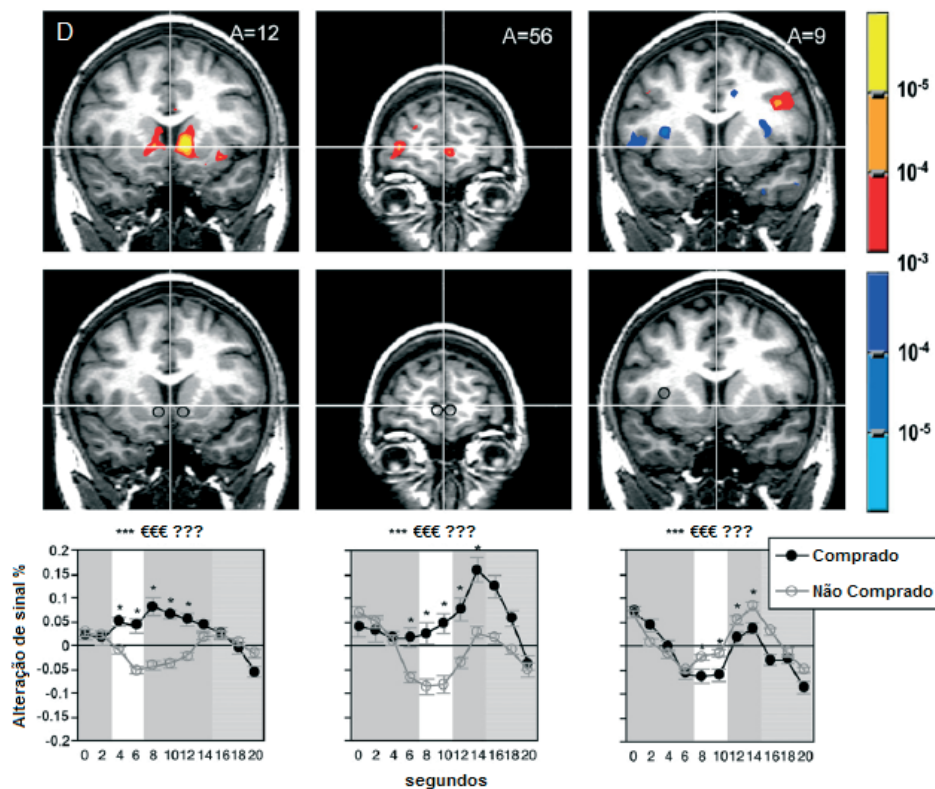 D
A=12
A=56
A=9
10-5
10-4
10-3
10-4
10-5
*** €€€ ???
*** €€€ ???
*** €€€ ???
Comprado
Não Comprado
Alteração de sinal %
0.2
0.15
0.1
0.05
0
-0.05
-0.1
-0.15
-0.2
* * * * *
* * * * *
* * * *
0 2 4 6 8 10 12 14 16 18 20
0 2 4 6 8 10 12 14 16 18 20
0 2 4 6 8 10 12 14 16 18 20
segundos